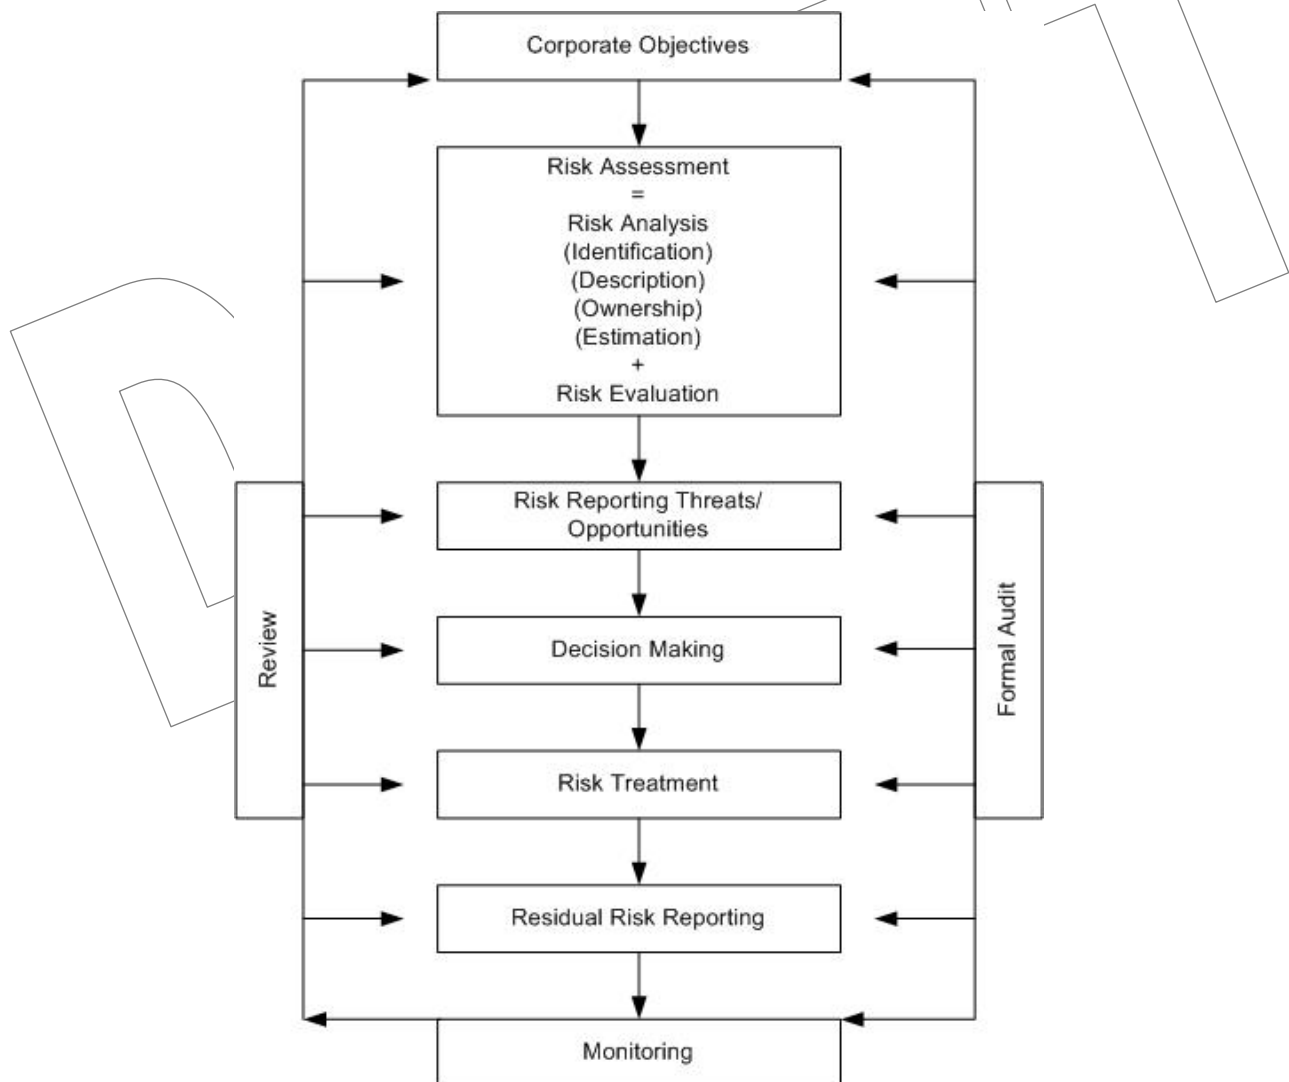 Corporate Objectives
Risk Assessment
=
Risk Analysis
(Identification)
(Description)
(Ownership)
(Estimation)
+
Risk Evaluation
Risk Reporting Threats/
Opportunities
Decision Making
Risk Treatment
Residual Risk Reporting
Monitoring
Review
Formal Audit